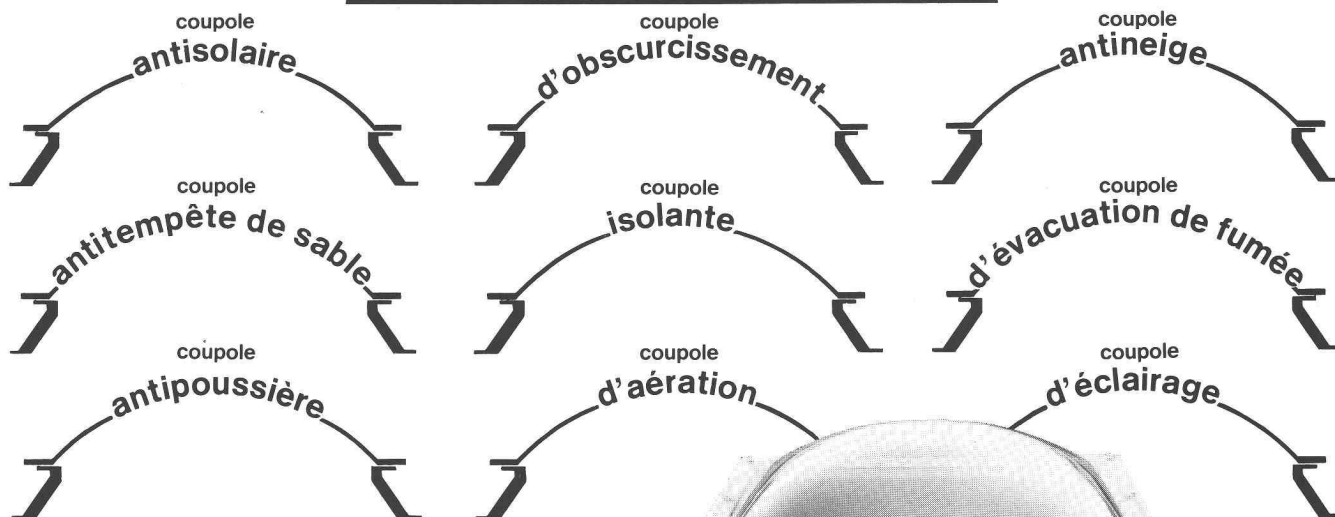 coupole
antisolaire
coupole
d'obscurcissement
coupole
antineige
coupole
antitempête de sable
coupole
isolante
coupole
d'évacuation de fumée
coupole
antipoussière
coupole
d'aération
coupole
d'éclairage